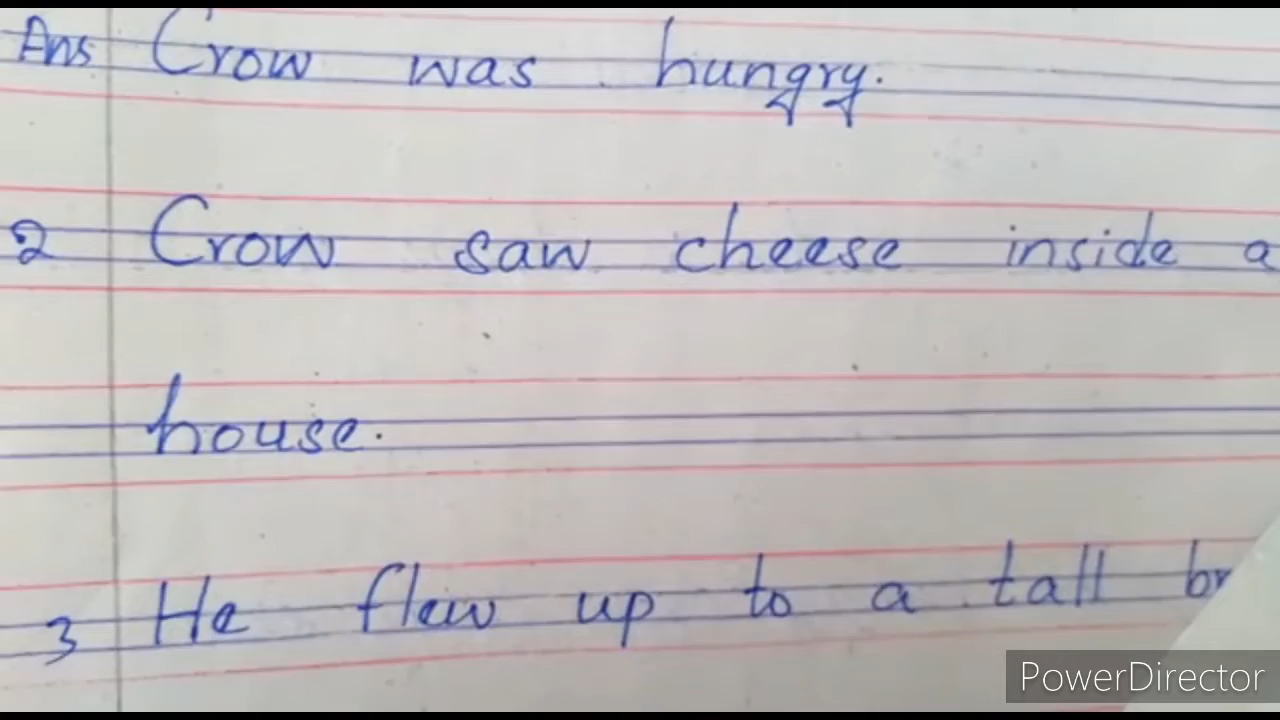 Ans Crow was hungry.
2 Crow saw cheese inside a
house.
3 He flew up to a tall
PowerDirector